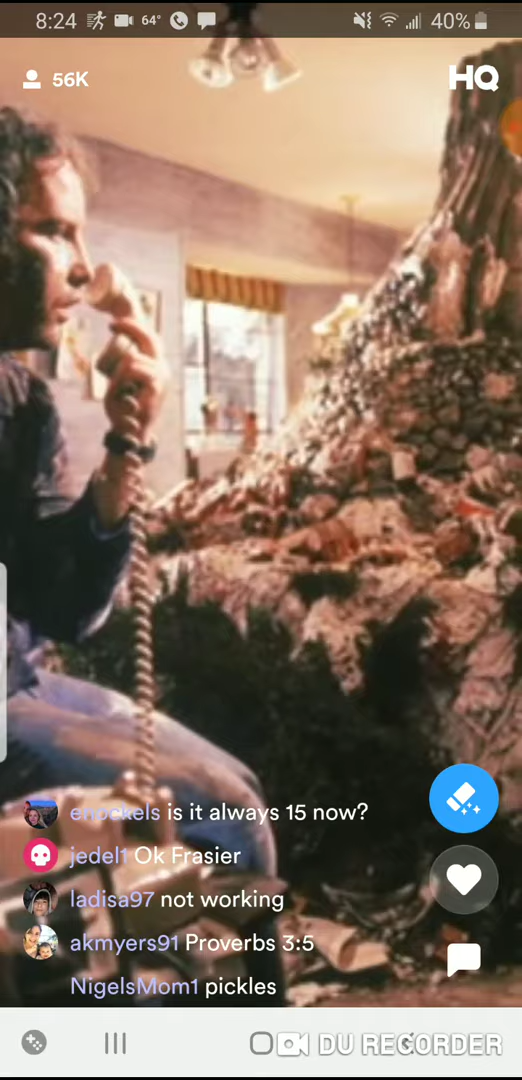 8:24 64° 40%
56K HQ
enockels is it always 15 now?
jedel1 Ok Frasier
ladisa97 not working
akmyers91 Proverbs 3:5
NigelsMom1 pickles
DU RECORDER